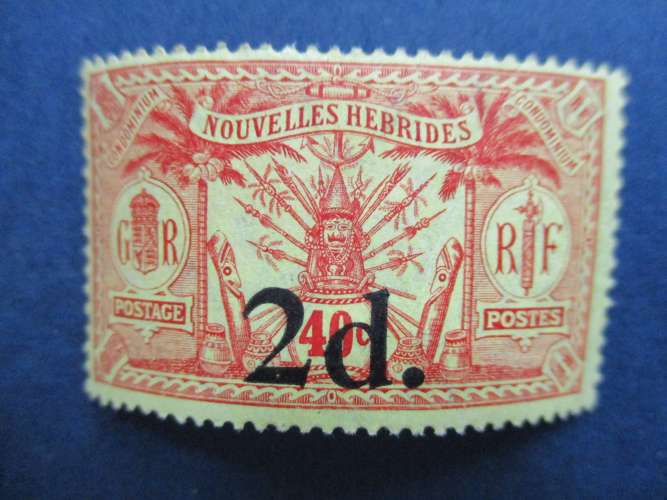 CONDOMINIUM
CONDOMINIUM
NOUVELLES HEBRIDES
G R
R F
POSTAGE
POSTES
40c
2d.